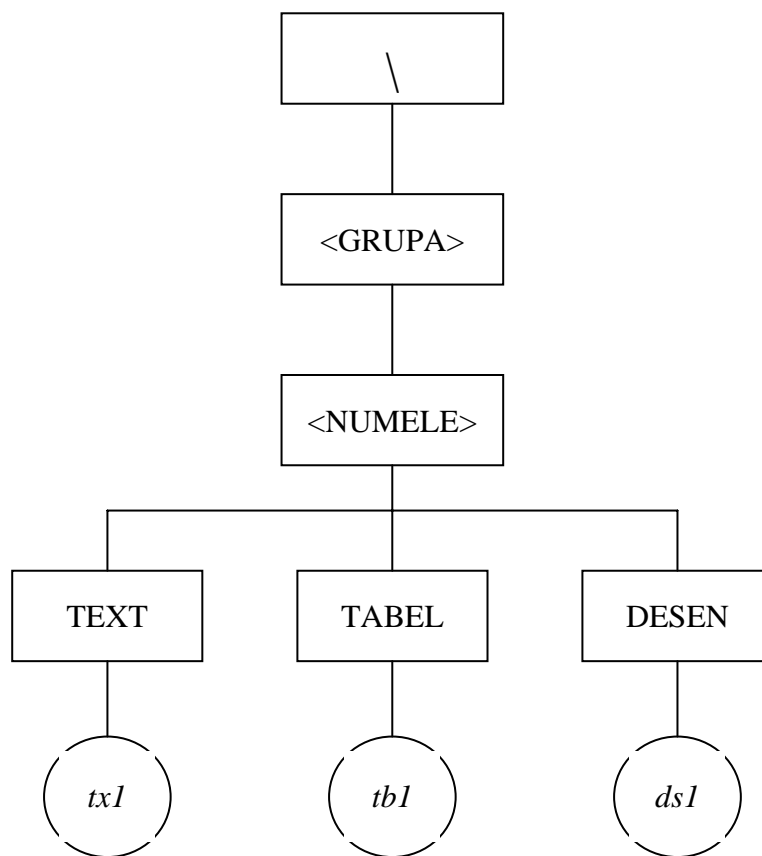 \
<GRUPA>
<NUMELE>
TEXT TABEL DESEN
tx1 tb1 ds1